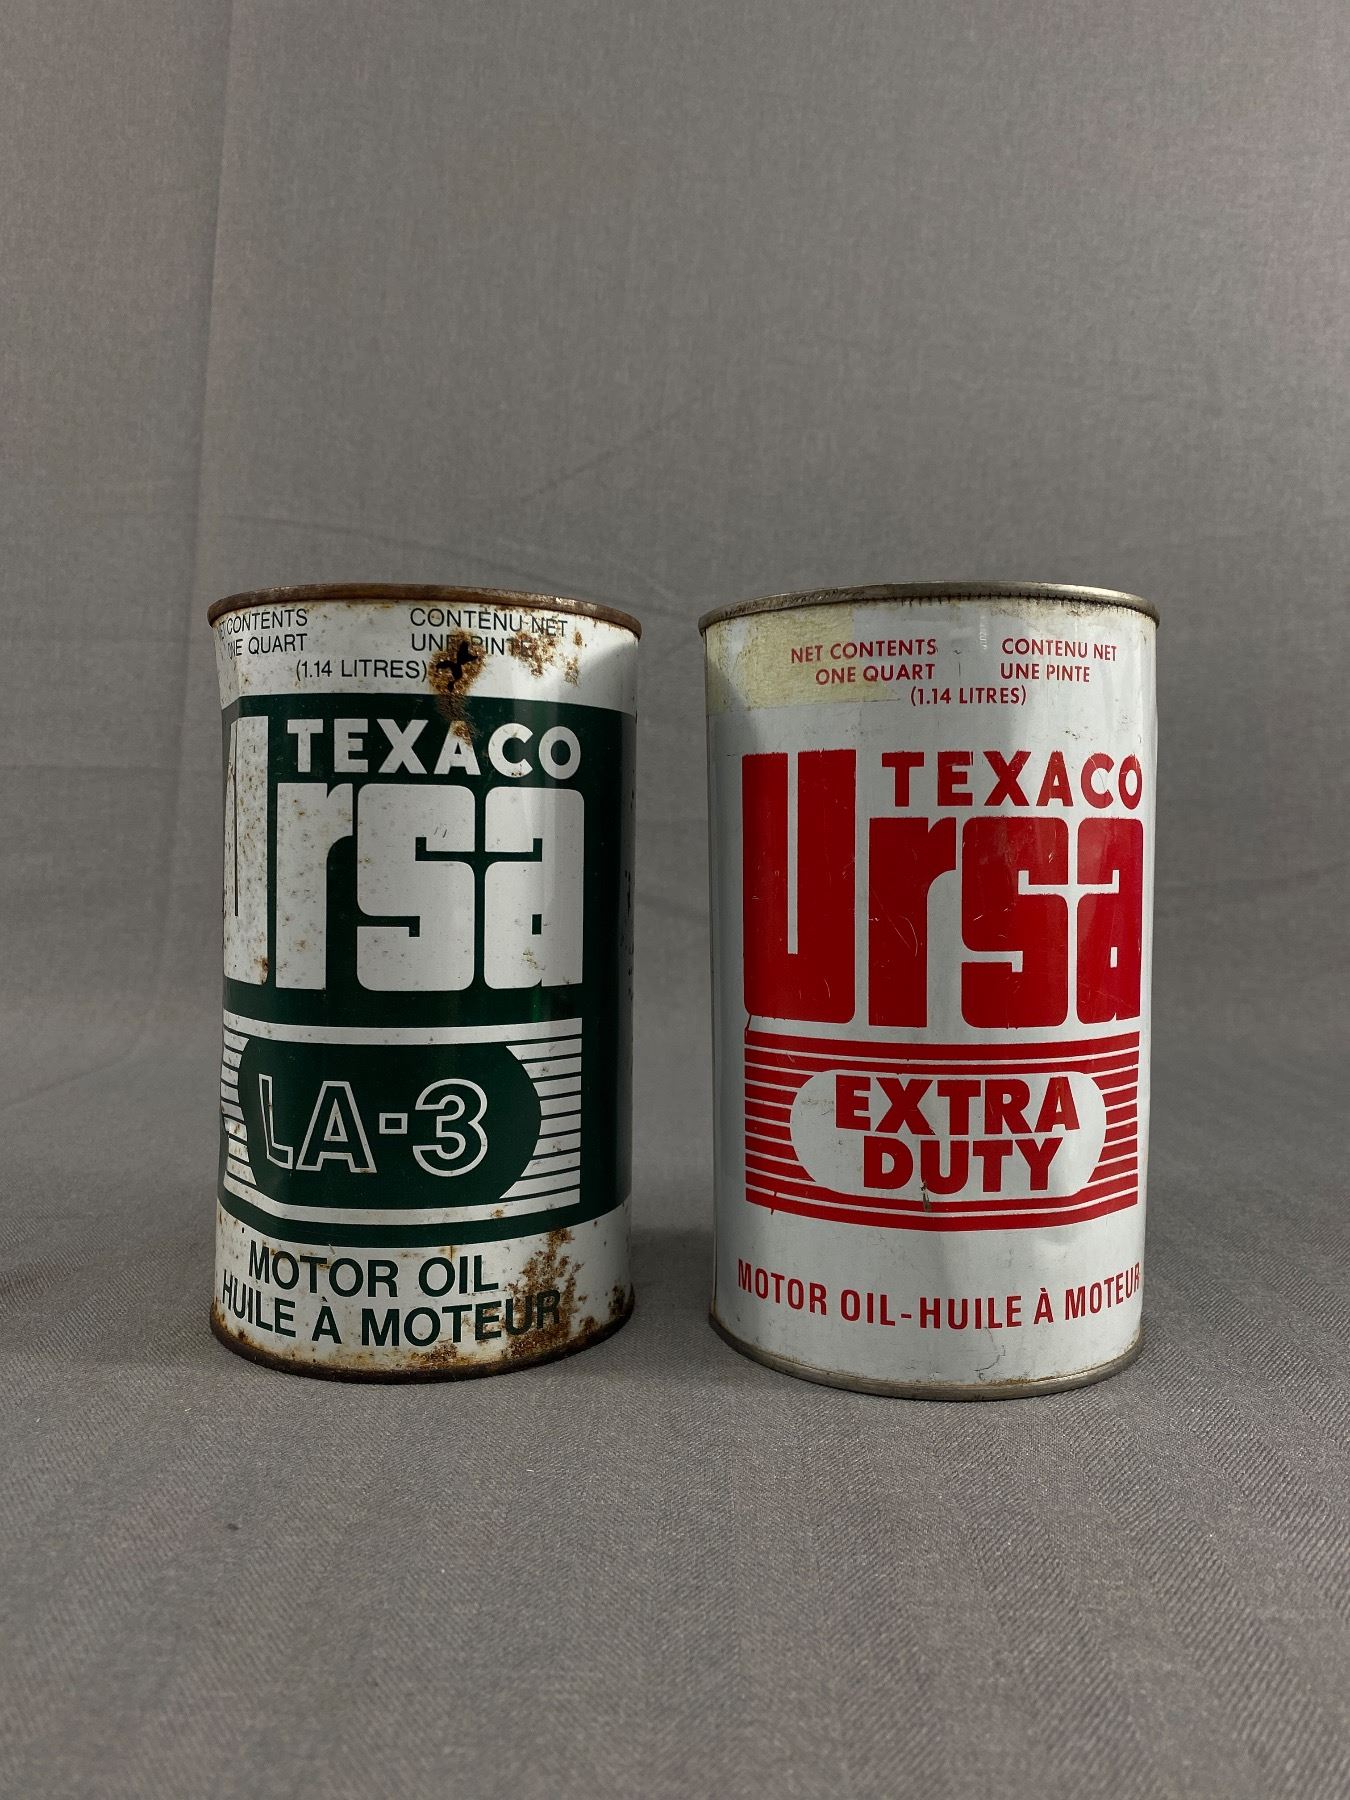 CONTENTS CONTENU NET
ONE QUART UNE PINTE
(1.14 LITRES)
TEXACO
Ursa
LA-3
MOTOR OIL
HUILE À MOTEUR
NET CONTENTS CONTENU NET
ONE QUART UNE PINTE
(1.14 LITRES)
TEXACO
Ursa
EXTRA
DUTY
MOTOR OIL-HUILE À MOTEUR